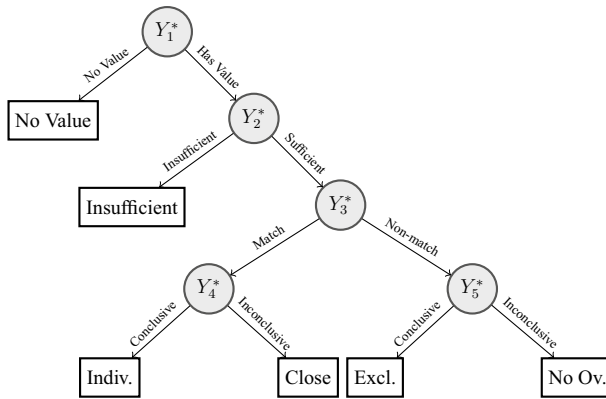 Y₁*
No Value
Has Value
No Value
Y₂*
Insufficient
Sufficient
Insufficient
Y₃*
Match
Non-match
Y₄*
Y₅*
Conclusive
Inconclusive
Conclusive
Inconclusive
Indiv.
Close
Excl.
No Ov.